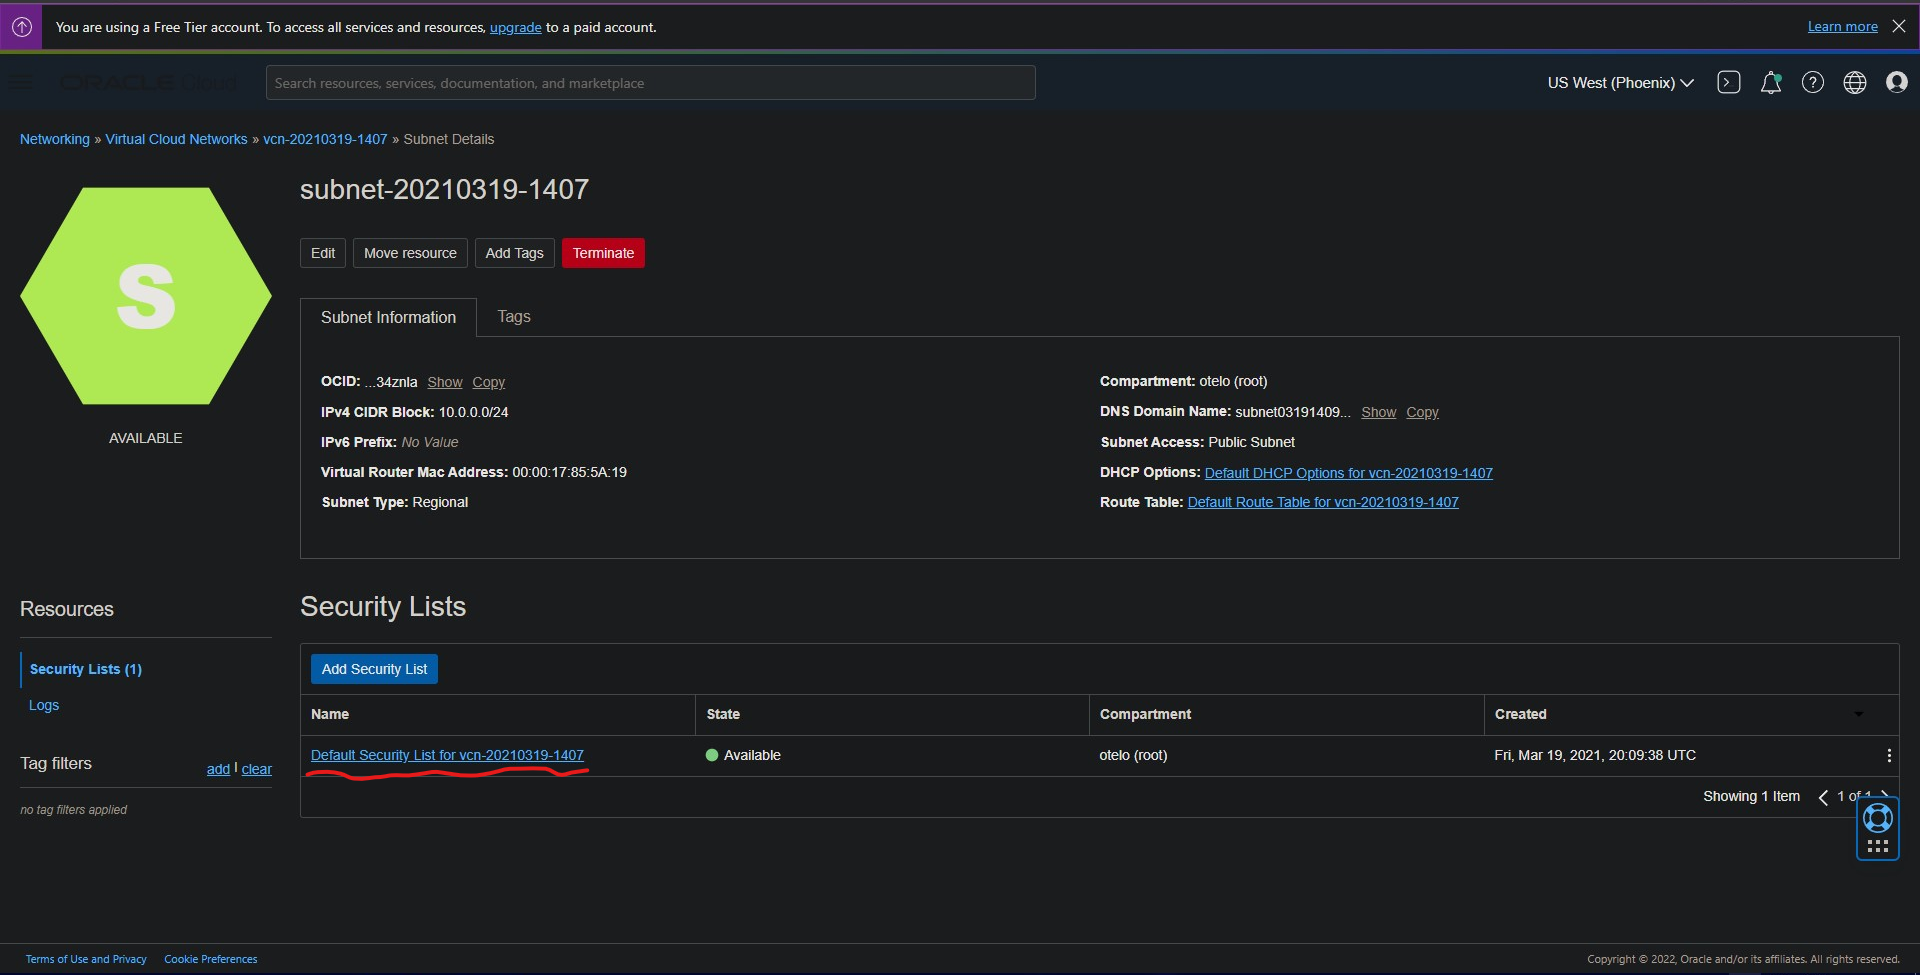 You are using a Free Tier account. To access all services and resources, upgrade to a paid account.
Learn more
ORACLE Cloud
Search resources, services, documentation, and marketplace
US West (Phoenix)
Networking » Virtual Cloud Networks » vcn-20210319-1407 » Subnet Details
S
AVAILABLE
subnet-20210319-1407
Edit
Move resource
Add Tags
Terminate
Subnet Information
Tags
OCID: ...34znla Show Copy
IPv4 CIDR Block: 10.0.0.0/24
IPv6 Prefix: No Value
Virtual Router Mac Address: 00:00:17:85:5A:19
Subnet Type: Regional
Compartment: otelo (root)
DNS Domain Name: subnet03191409... Show Copy
Subnet Access: Public Subnet
DHCP Options: Default DHCP Options for vcn-20210319-1407
Route Table: Default Route Table for vcn-20210319-1407
Resources
Security Lists (1)
Logs
Tag filters
add | clear
no tag filters applied
Security Lists
Add Security List
Name State Compartment Created
Default Security List for vcn-20210319-1407 Available otelo (root) Fri, Mar 19, 2021, 20:09:38 UTC
Showing 1 Item 1 of 1
Terms of Use and Privacy Cookie Preferences
Copyright © 2022, Oracle and/or its affiliates. All rights reserved.